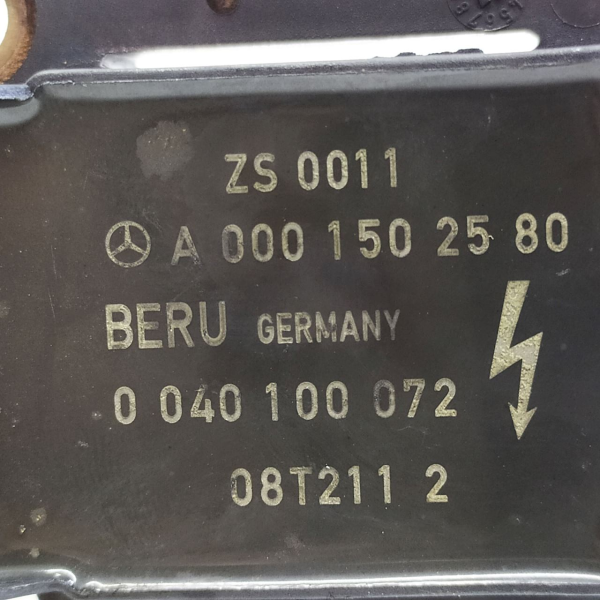 ZS 0011
A 000 150 25 80
BERU GERMANY
0 040 100 072
08T211 2